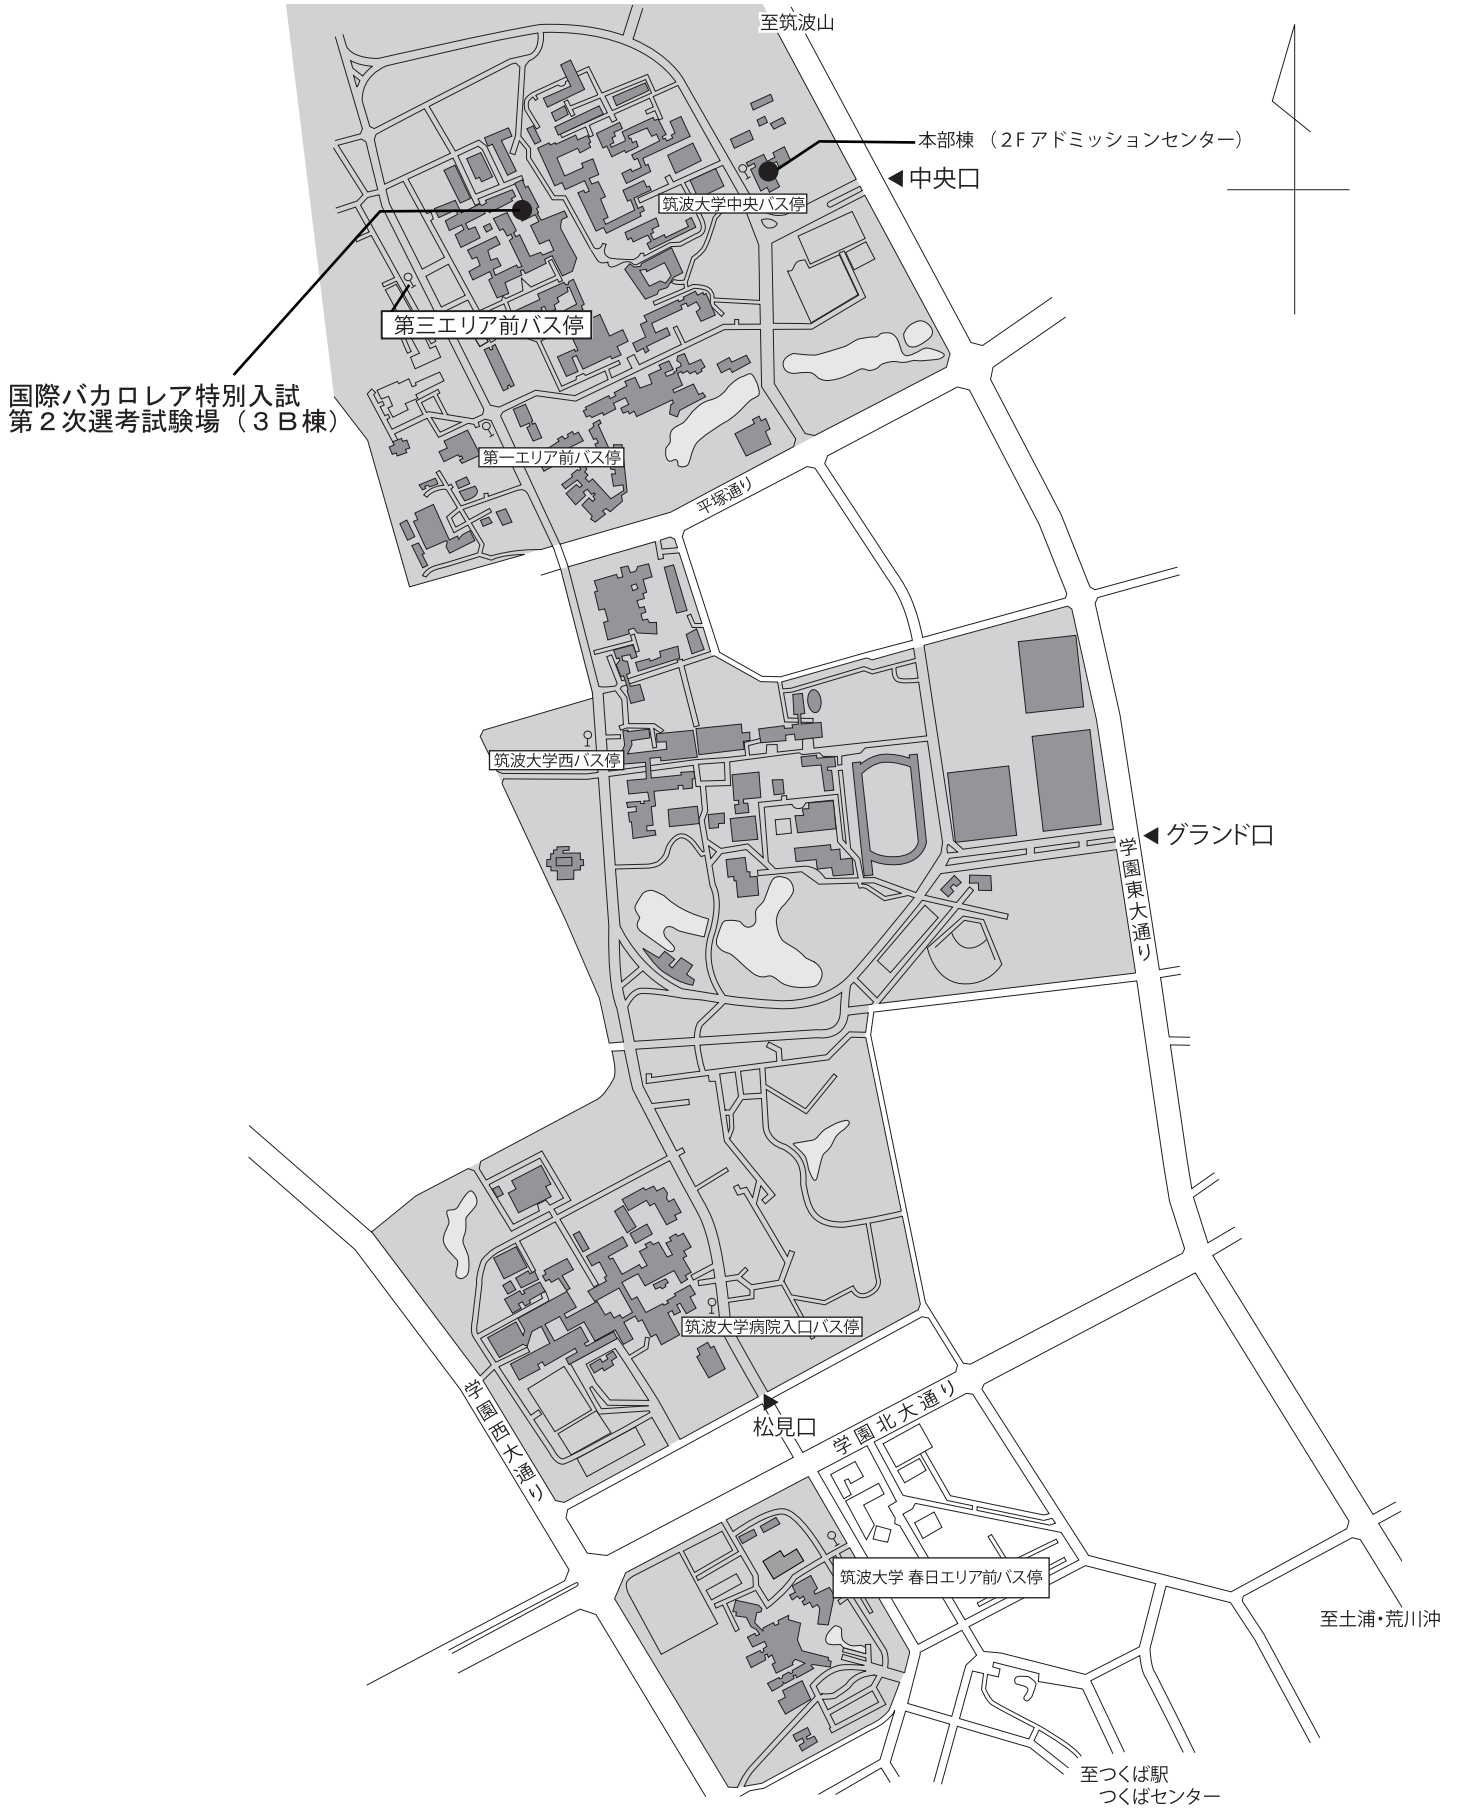 至筑波山
本部棟 （２Fアドミッションセンター）
◀中央口
筑波大学中央バス停
第三エリア前バス停
国際バカロレア特別入試
第２次選考試験場（３Ｂ棟）
第一エリア前バス停
平塚通り
筑波大学西バス停
◀グランド口
学園東大通り
筑波大学病院入口バス停
学園西大通り
松見口
学園北大通り
筑波大学 春日エリア前バス停
至土浦・荒川沖
至つくば駅
つくばセンター